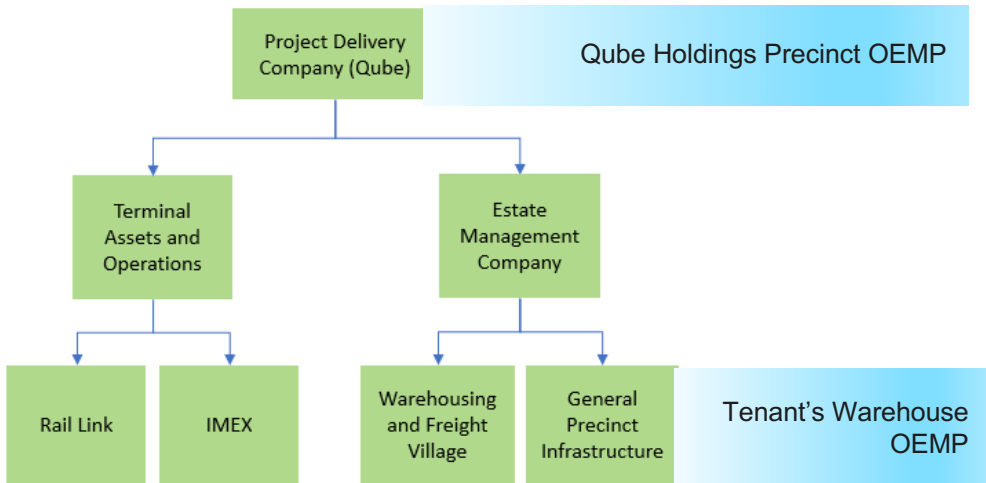 Project Delivery
Company (Qube)
Qube Holdings Precinct OEMP
Terminal
Assets and
Operations
Estate
Management
Company
Rail Link
IMEX
Warehousing
and Freight
Village
General
Precinct
Infrastructure
Tenant’s Warehouse
OEMP